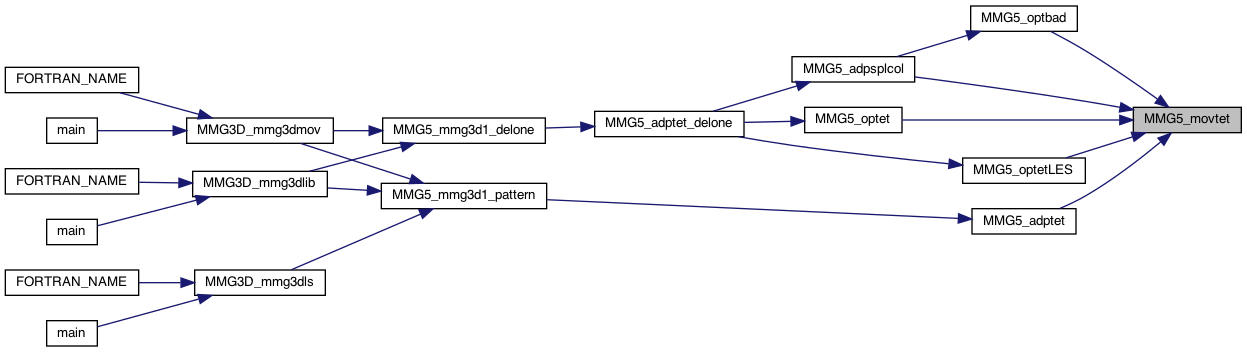 MMG5_optbad
MMG5_adpsplcol
FORTRAN_NAME
MMG5_movtet
MMG5_optet
MMG5_adptet_delone
main
MMG3D_mmg3dmov
MMG5_mmg3d1_delone
MMG5_optetLES
FORTRAN_NAME
MMG3D_mmg3dlib
MMG5_mmg3d1_pattern
MMG5_adptet
main
FORTRAN_NAME
MMG3D_mmg3dls
main